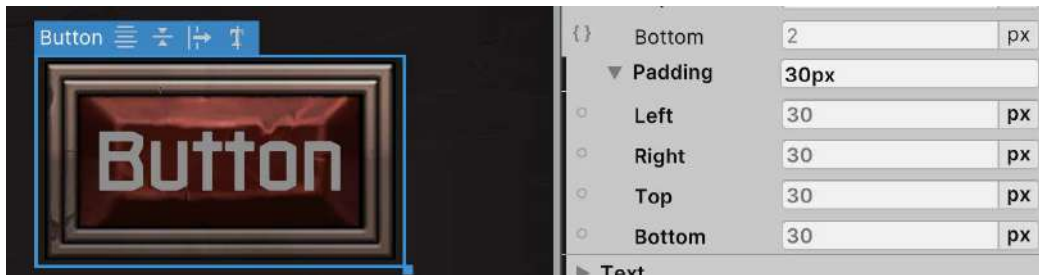 Button
Button
{} Bottom 2 px
Padding 30px
Left 30 px
Right 30 px
Top 30 px
Bottom 30 px
Text